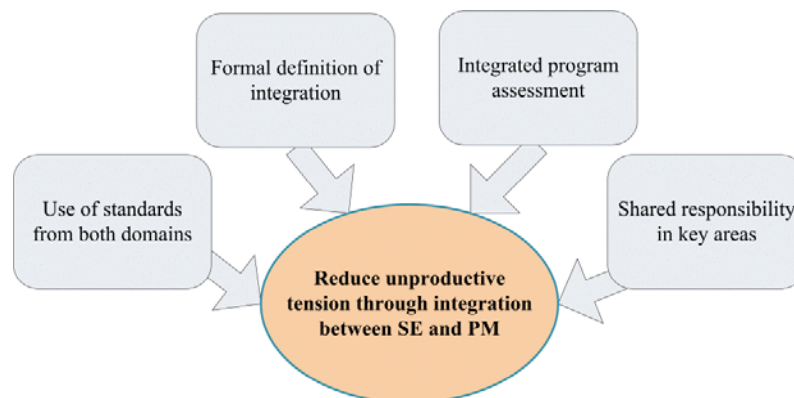 Formal definition of
integration
Integrated program
assessment
Use of standards
from both domains
Shared responsibility
in key areas
Reduce unproductive
tension through integration
between SE and PM